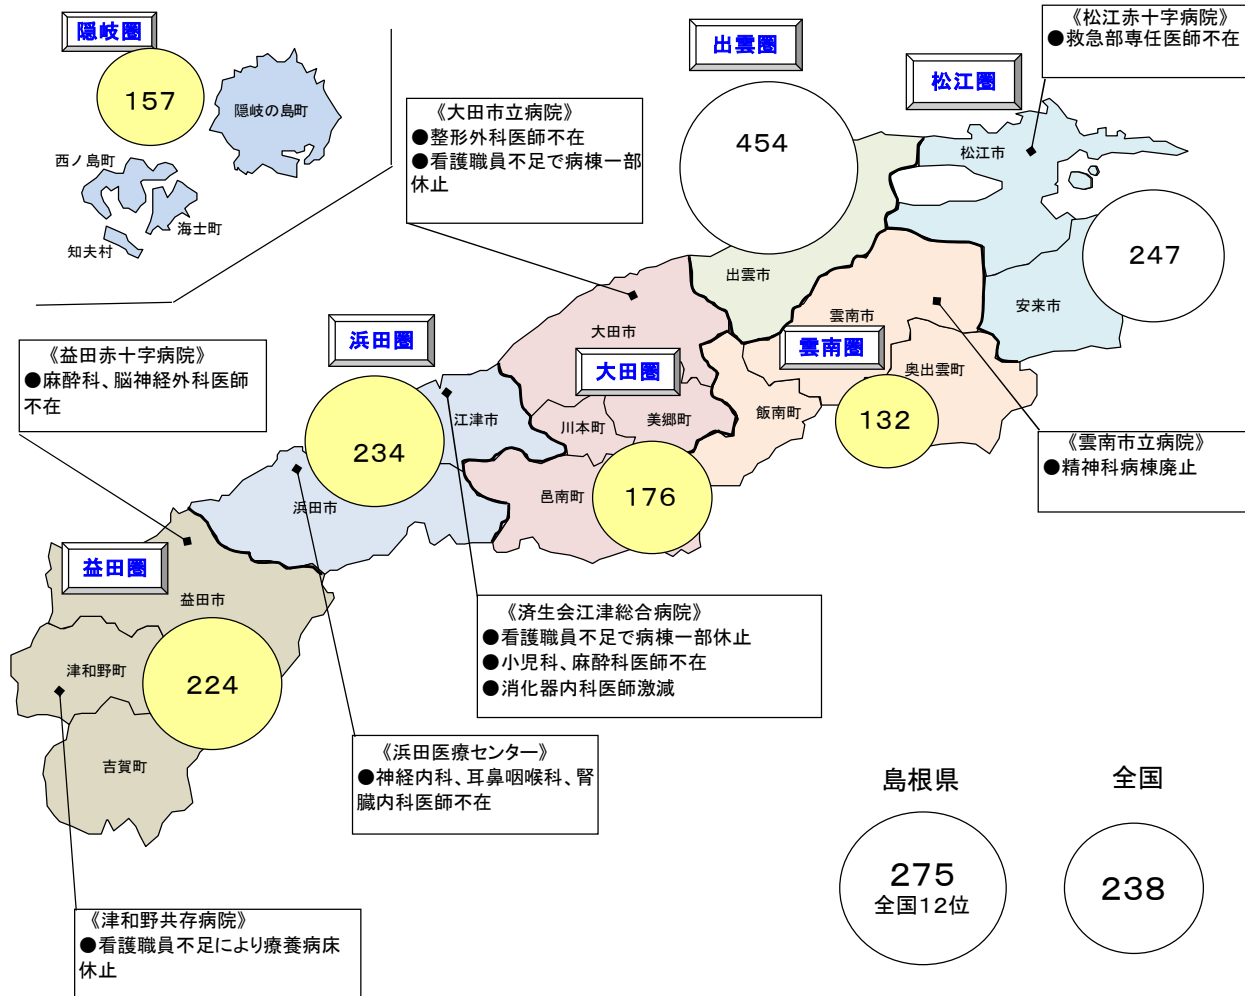 隠岐圏
157
隠岐の島町
西ノ島町
海士町
知夫村
出雲圏
454
松江圏
《松江赤十字病院》
●救急部専任医師不在
松江市
247
安来市
《大田市立病院》
●整形外科医師不在
●看護職員不足で病棟一部
休止
出雲市
雲南市
雲南圏
奥出雲町
飯南町
132
《雲南市立病院》
●精神科病棟廃止
大田市
大田圏
川本町
美郷町
邑南町
176
浜田圏
江津市
234
浜田市
《益田赤十字病院》
●麻酔科、脳神経外科医師
不在
益田圏
益田市
津和野町
224
吉賀町
《済生会江津総合病院》
●看護職員不足で病棟一部休止
●小児科、麻酔科医師不在
●消化器内科医師激減
《浜田医療センター》
●神経内科、耳鼻咽喉科、腎
臓内科医師不在
《津和野共存病院》
●看護職員不足により療養病床
休止
島根県
275
全国12位
全国
238